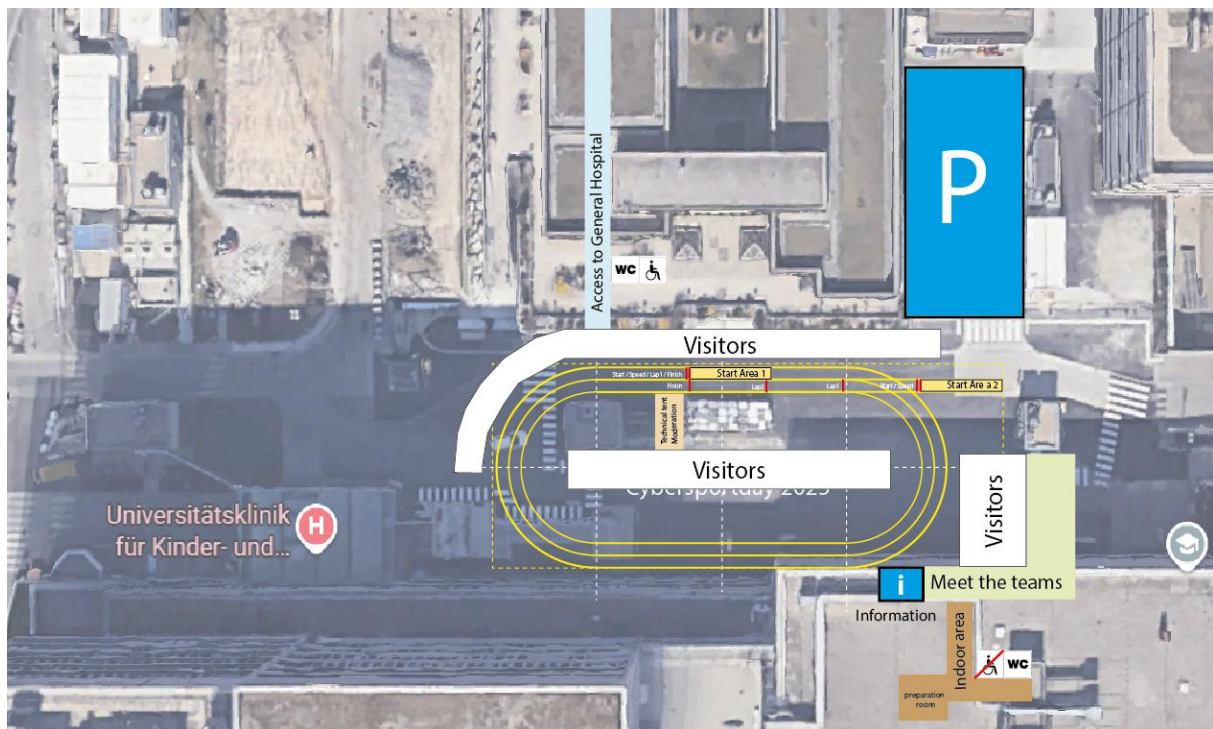 P
Access to General Hospital
WC
Visitors
Start / Speed / Lap1 / Finish
Start Area 1
Finish
Lap2
Lap1
Start / Speed
Start Are a 2
Technical tent
Moderation
Visitors
Cybersportday 2023
Visitors
Universitätsklinik
für Kinder- und...
H
i
Meet the teams
Information
Indoor area
WC
preparation
room